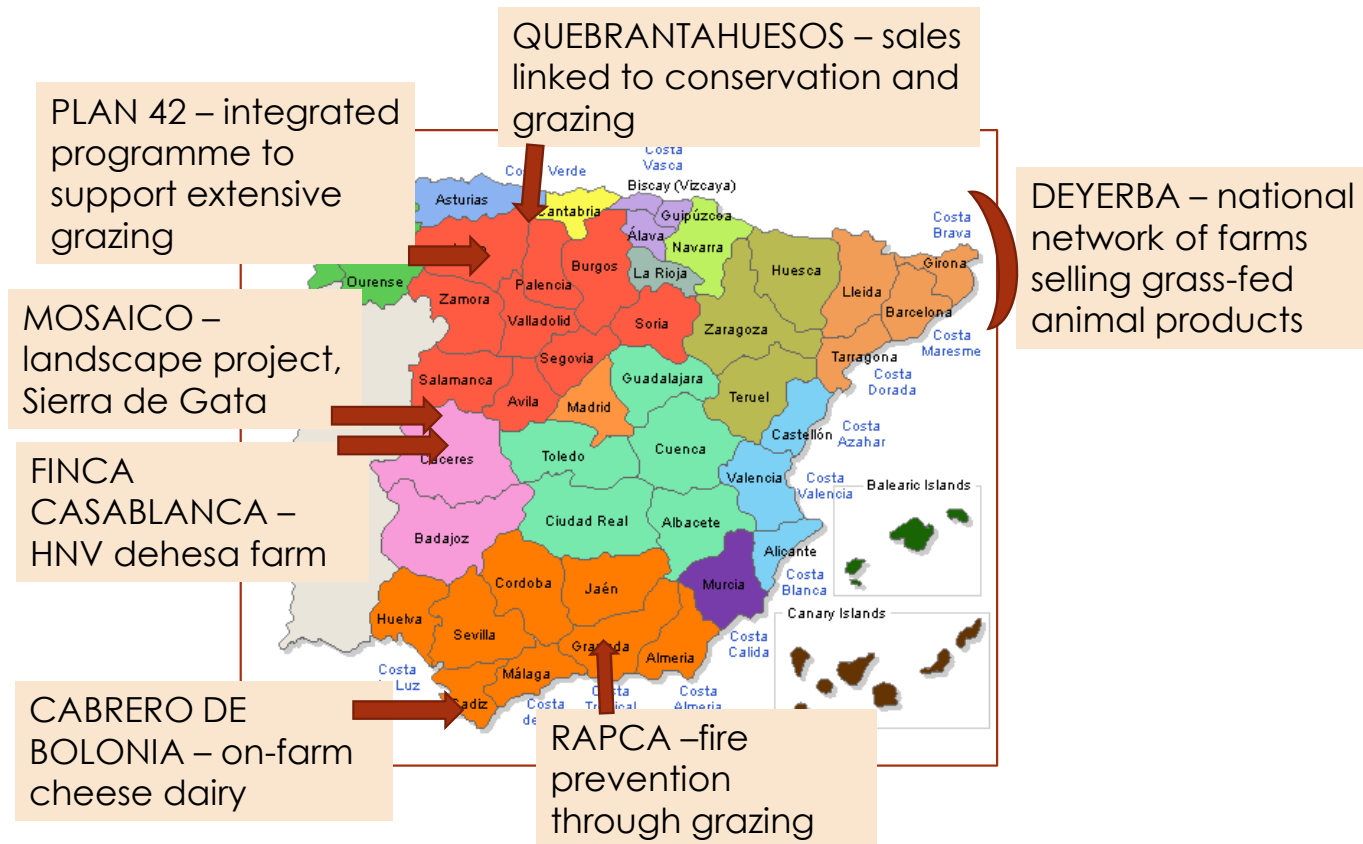 QUEBRANTAHUESOS – sales
linked to conservation and
grazing
PLAN 42 – integrated
programme to
support extensive
grazing
DEYERBA – national
network of farms
selling grass-fed
animal products
MOSAICO –
landscape project,
Sierra de Gata
FINCA
CASABLANCA –
HNV dehesa farm
CABRERO DE
BOLONIA – on-farm
cheese dairy
RAPCA –fire
prevention
through grazing
Verde
Costa
Vasca
Biscay (Vizcaya)
Asturias
Cantabria
Guipúzcoa
Álava
Navarra
La Rioja
Burgos
Palencia
Ourense
Zamora
Valladolid
Soria
Segovia
Salamanca
Avila
Madrid
Huesca
Zaragoza
Teruel
Lleida
Girona
Barcelona
Tarragona
Costa
Brava
Costa
Maresme
Costa
Dorada
Guadalajara
Castellón
Costa
Azahar
Cáceres
Toledo
Cuenca
Valencia
Costa
Valencia
Balearic Islands
Badajoz
Ciudad Real
Albacete
Alicante
Costa
Blanca
Murcia
Costa
Calida
Canary Islands
Huelva
Sevilla
Cordoba
Jaén
Granada
Almeria
Málaga
Cadiz
Costa
Luz
Costa
Costa
Almeria